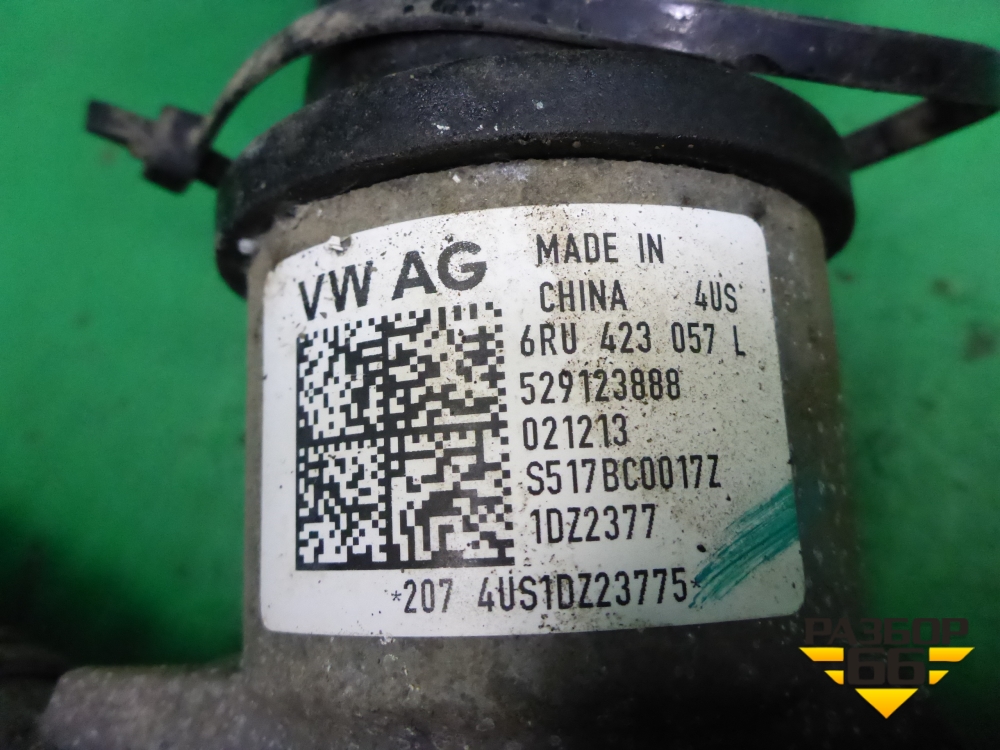 VW AG
MADE IN
CHINA 4US
6RU 423 057 L
529123888
021213
S517BC0017Z
1DZ2377
*207 4US1DZ23775*
РАЗБОР
66